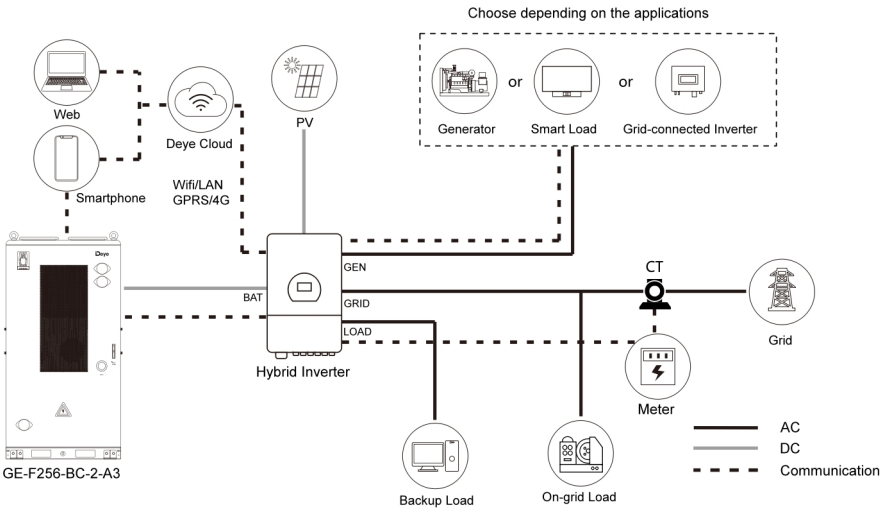 Choose depending on the applications
Generator
or
Smart Load
or
Grid-connected Inverter
Web
Deye Cloud
PV
Smartphone
Wifi/LAN
GPRS/4G
Deye
BAT
GEN
GRID
LOAD
Hybrid Inverter
CT
Grid
Meter
GE-F256-BC-2-A3
Backup Load
On-grid Load
AC
DC
Communication